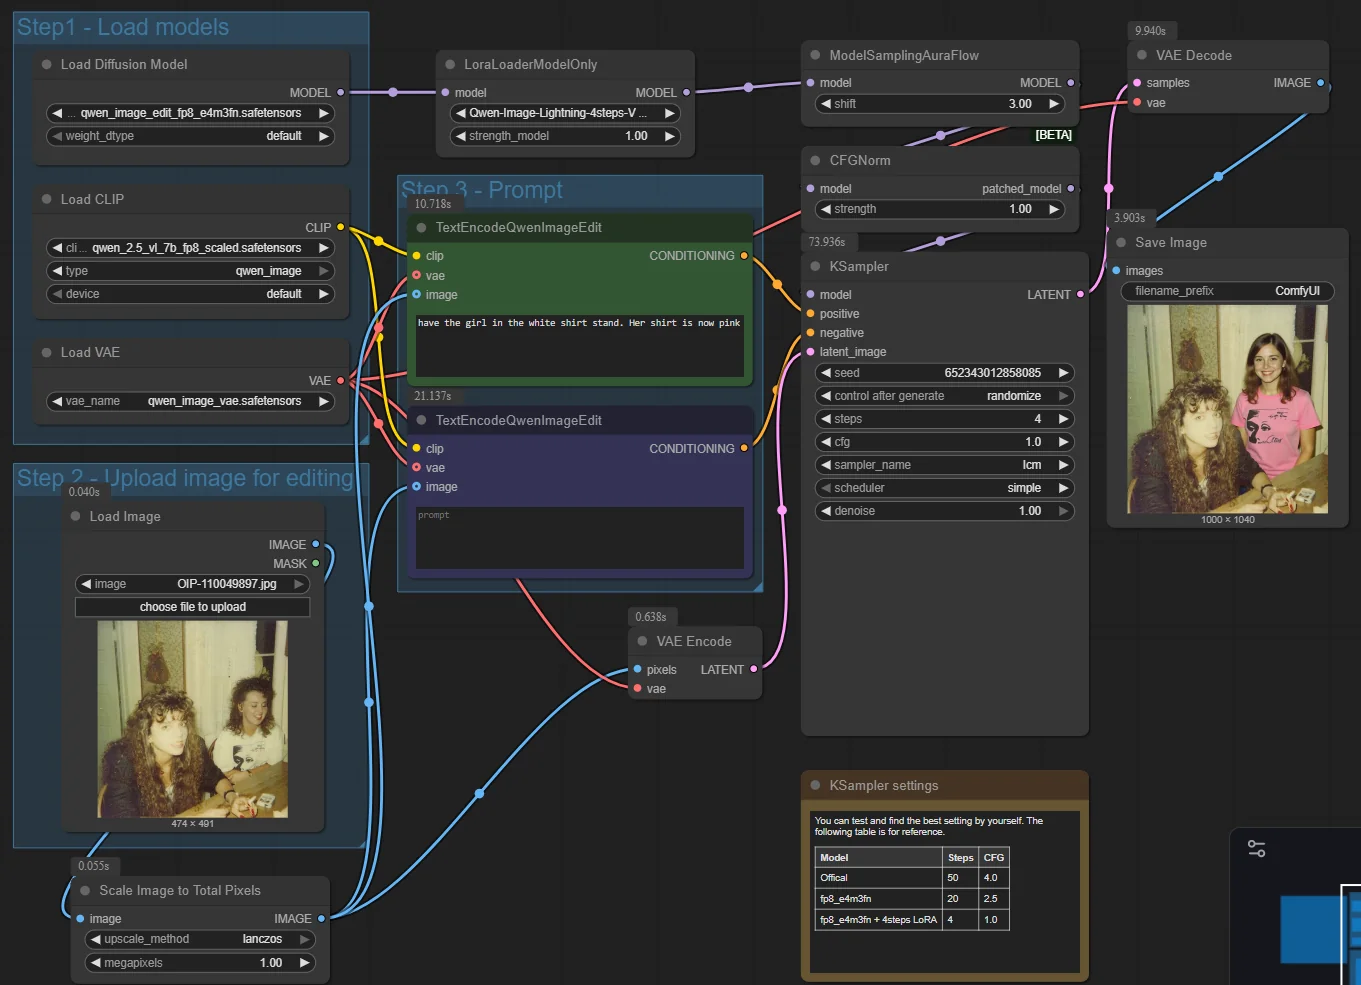 Step1 - Load models
Load Diffusion Model
MODEL
... qwen_image_edit_fp8_e4m3fn.safetensors
weight_dtype default
Load CLIP
CLIP
cli... qwen_2.5_vl_7b_fp8_scaled.safetensors
type qwen_image
device default
Load VAE
VAE
vae_name qwen_image_vae.safetensors
Step 2 - Upload image for editing
0.040s
Load Image
IMAGE
MASK
image OIP-110049897.jpg
choose file to upload
474 × 491
0.055s
Scale Image to Total Pixels
image IMAGE
upscale_method lanczos
megapixels 1.00
LoraLoaderModelOnly
model MODEL
Qwen-Image-Lightning-4steps-V ...
strength_model 1.00
Step 3 - Prompt
10.718s
TextEncodeQwenImageEdit
clip CONDITIONING
vae
image
have the girl in the white shirt stand. Her shirt is now pink
21.137s
TextEncodeQwenImageEdit
clip CONDITIONING
vae
image
prompt
0.638s
VAE Encode
pixels LATENT
vae
ModelSamplingAuraFlow
model MODEL
shift 3.00
[BETA]
CFGNorm
model patched_model
strength 1.00
73.936s
KSampler
model LATENT
positive
negative
latent_image
seed 652343012858085
control after generate randomize
steps 4
cfg 1.0
sampler_name lcm
scheduler simple
denoise 1.00
KSampler settings
You can test and find the best setting by yourself. The
following table is for reference.
Model Steps CFG
Offical 50 4.0
fp8_e4m3fn 20 2.5
fp8_e4m3fn + 4steps LoRA 4 1.0
9.940s
VAE Decode
samples IMAGE
vae
3.903s
Save Image
images
filename_prefix ComfyUI
1000 × 1040